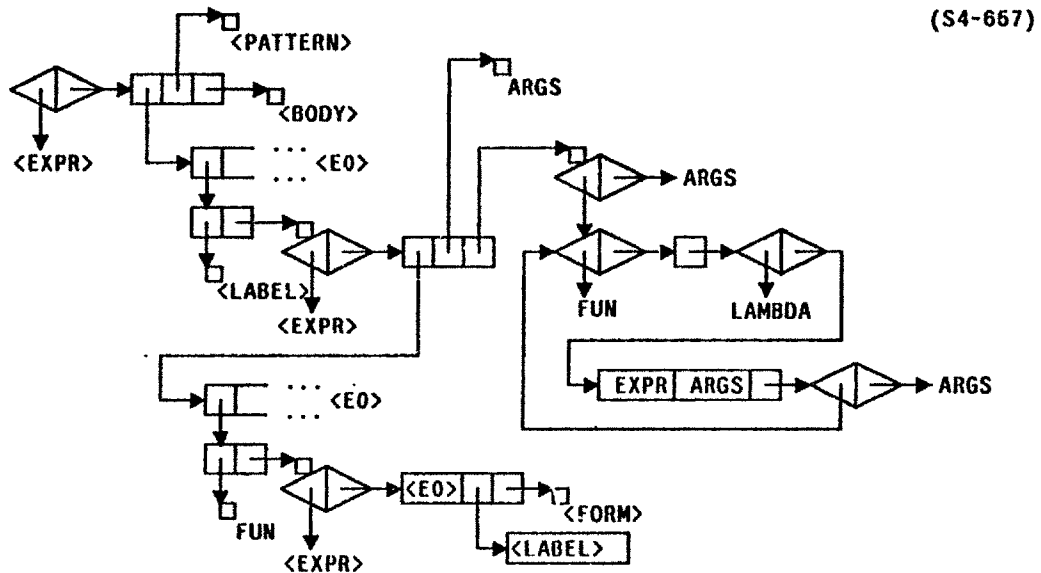 (S4-667)
<PATTERN>
ARGS
<BODY>
<EXPR>
... <E0>
...
ARGS
<LABEL>
FUN
LAMBDA
<EXPR>
EXPR ARGS
ARGS
... <E0>
...
<E0>
<FORM>
FUN
<LABEL>
<EXPR>